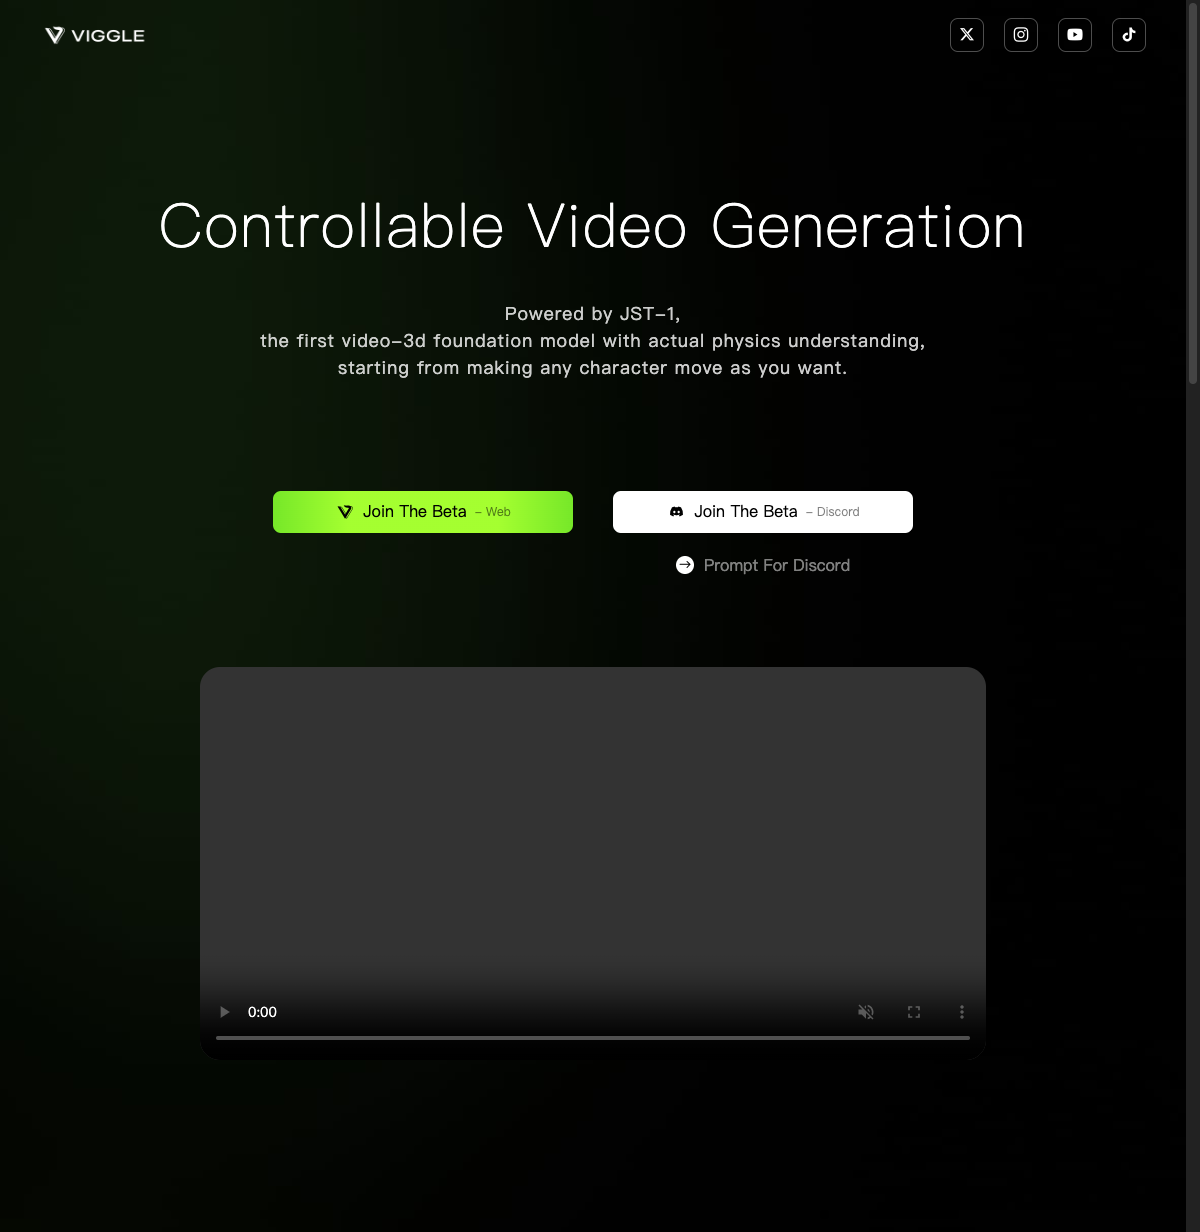 VIGGLE
Controllable Video Generation
Powered by JST-1,
the first video-3d foundation model with actual physics understanding,
starting from making any character move as you want.
Join The Beta - Web
Join The Beta - Discord
Prompt For Discord
0:00